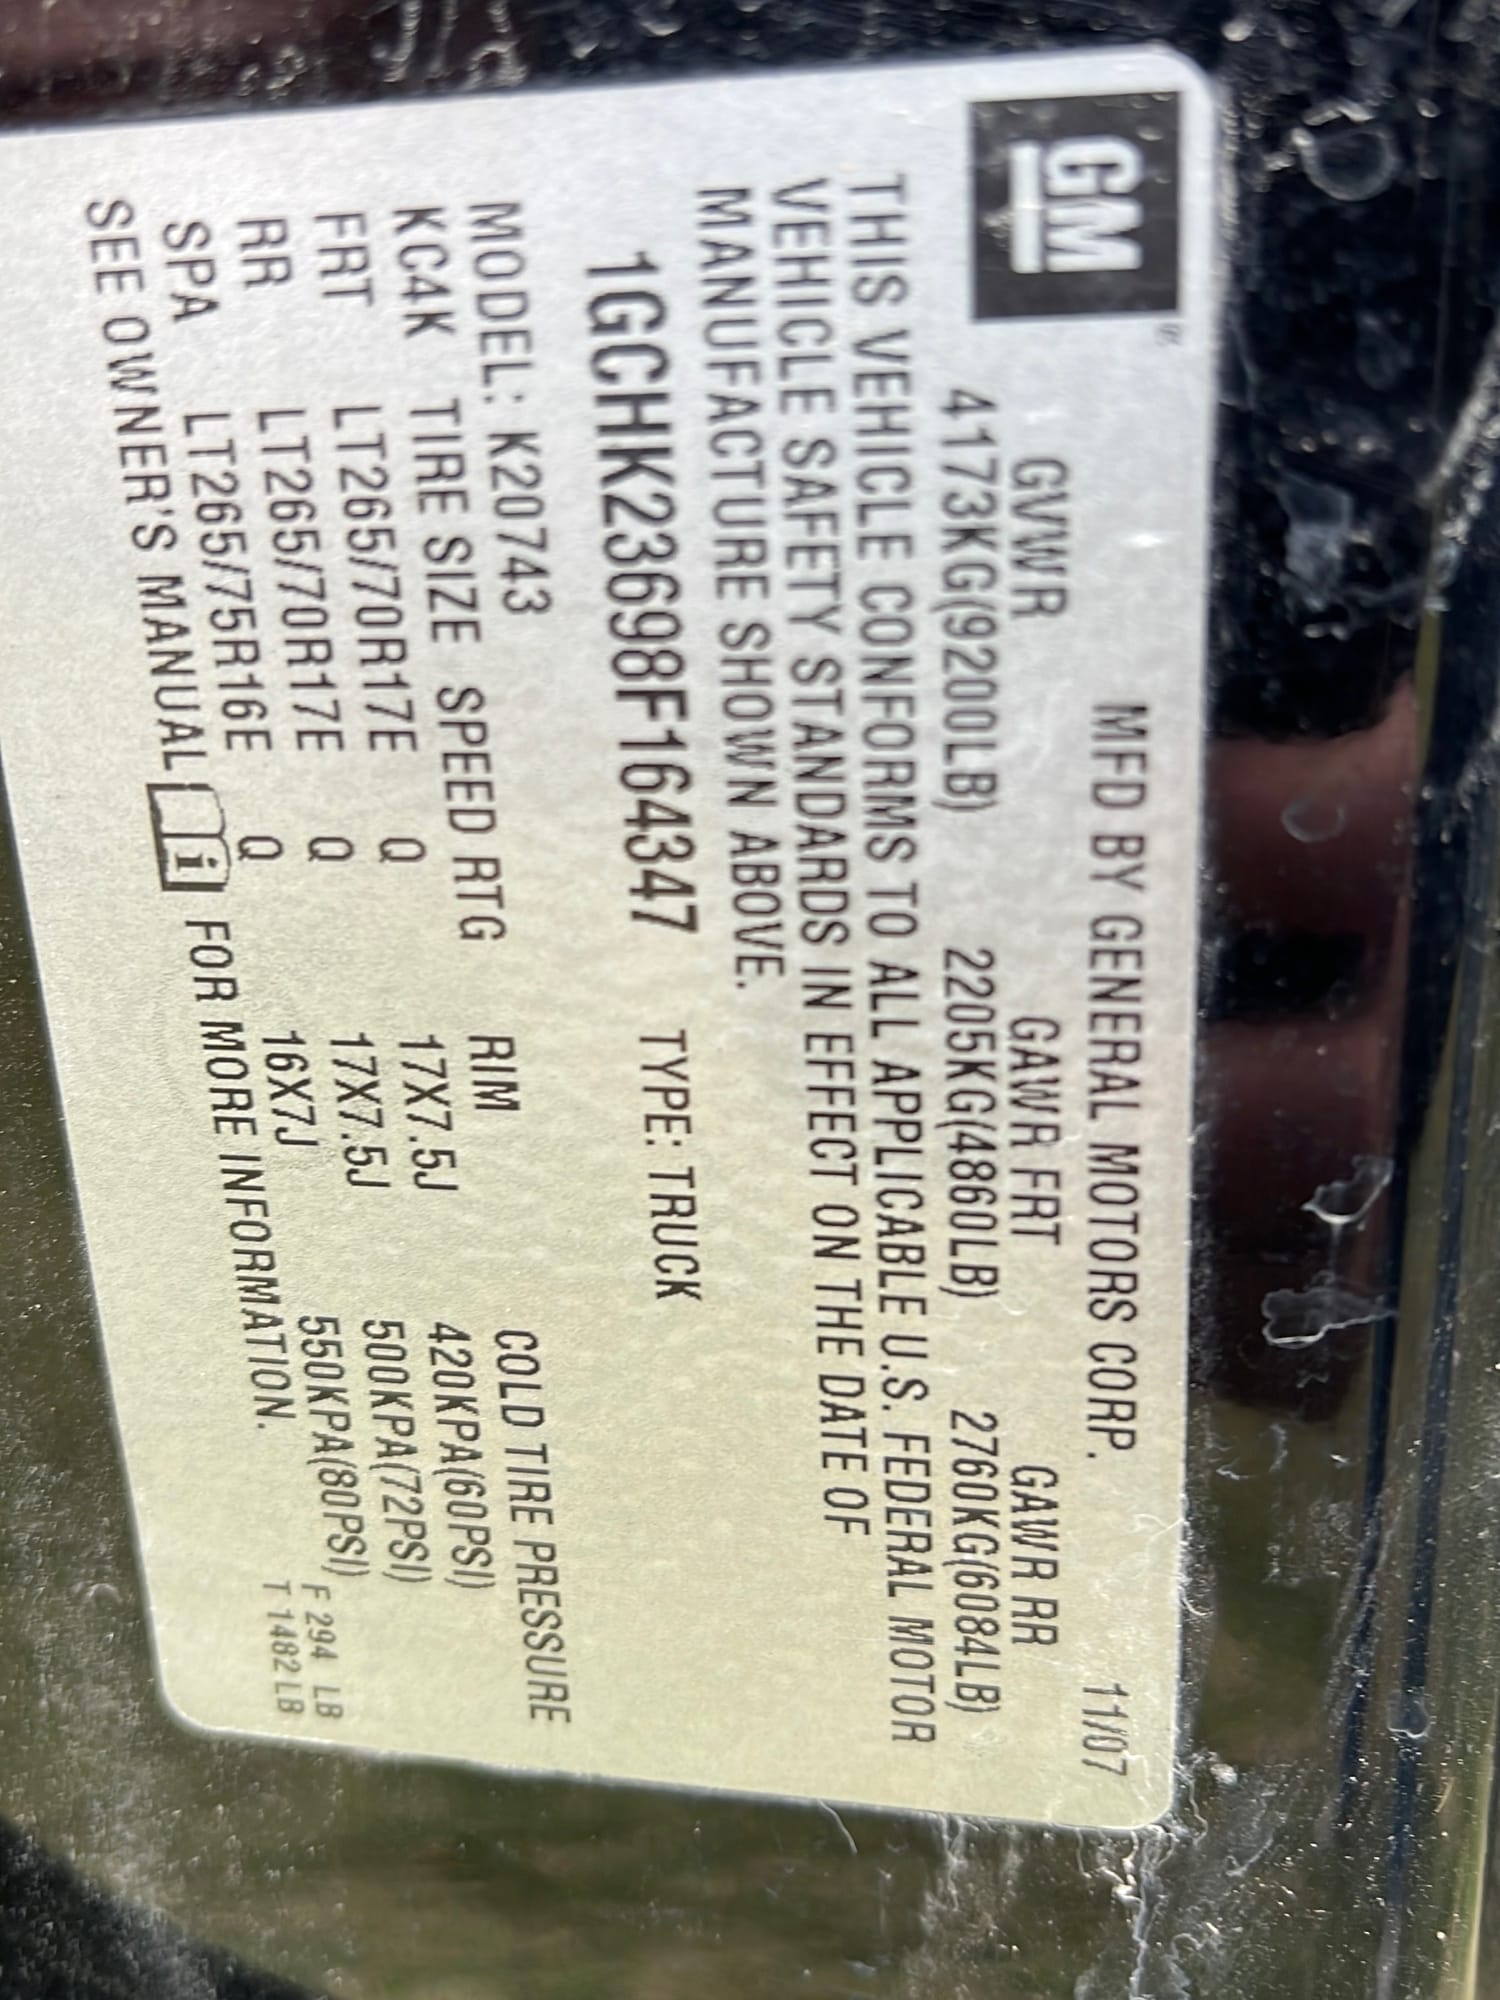 GM
MFD BY GENERAL MOTORS CORP. 11/07
GVWR GAWR FRT GAWR RR
4173KG(9200LB) 2205KG(4860LB) 2760KG(6084LB)
THIS VEHICLE CONFORMS TO ALL APPLICABLE U.S. FEDERAL MOTOR
VEHICLE SAFETY STANDARDS IN EFFECT ON THE DATE OF
MANUFACTURE SHOWN ABOVE.
1GCHK23698F164347 TYPE: TRUCK
MODEL: K20743
KC4K TIRE SIZE SPEED RTG RIM COLD TIRE PRESSURE
FRT LT265/70R17E Q 17X7.5J 420KPA(60PSI)
RR LT265/70R17E Q 17X7.5J 500KPA(72PSI)
SPA LT265/75R16E Q 16X7J 550KPA(80PSI)
SEE OWNER'S MANUAL i FOR MORE INFORMATION.
F 294 LB
T 1482LB